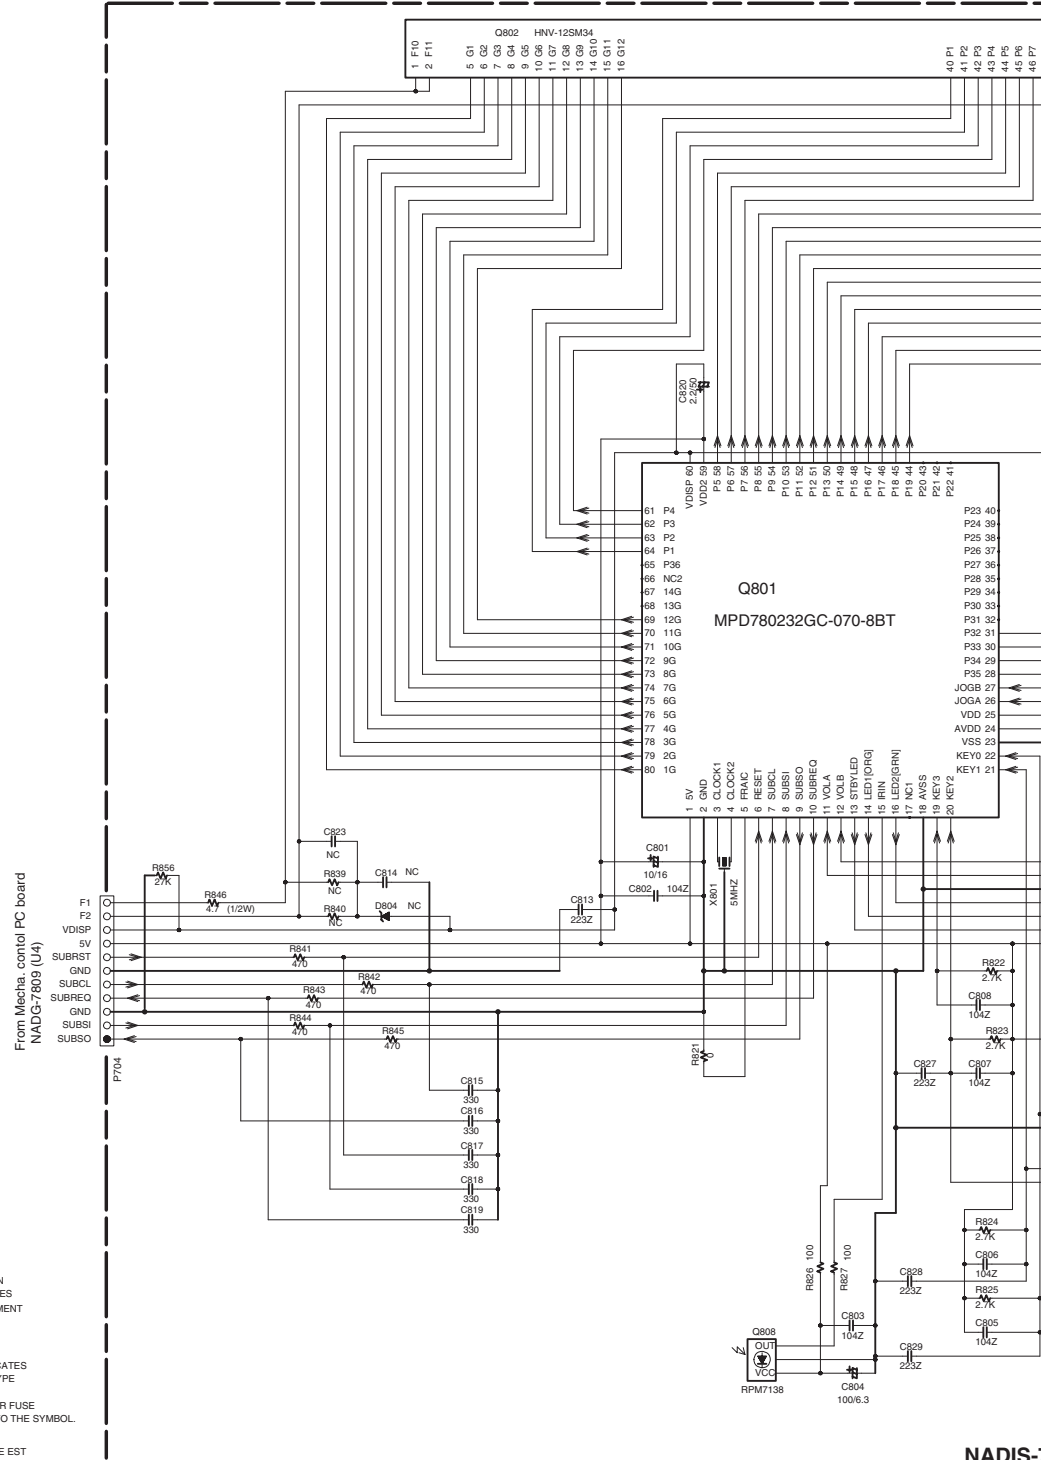 Q802 HNV-12SM34
1 F10
2 F11
5 G1
6 G2
7 G3
8 G4
9 G5
10 G6
11 G7
12 G8
13 G9
14 G10
15 G11
16 G12
40 P1
41 P2
42 P3
43 P4
44 P5
45 P6
46 P7
C820
2.2/50
VDISP 60
VDD2 59
P5 58
P6 57
P7 56
P8 55
P9 54
P10 53
P11 52
P12 51
P13 50
P14 49
P15 48
P16 47
P17 46
P18 45
P19 44
P20 43
P21 42
P22 41
61 P4
62 P3
63 P2
64 P1
65 P36
66 NC2
67 14G
68 13G
69 12G
70 11G
71 10G
72 9G
73 8G
74 7G
75 6G
76 5G
77 4G
78 3G
79 2G
80 1G
Q801
MPD780232GC-070-8BT
P23 40
P24 39
P25 38
P26 37
P27 36
P28 35
P29 34
P30 33
P31 32
P32 31
P33 30
P34 29
P35 28
JOGB 27
JOGA 26
VDD 25
AVDD 24
VSS 23
KEY0 22
KEY1 21
1 5V
2 GND
3 CLOCK1
4 CLOCK2
5 FRAIC
6 RESET
7 SUBCL
8 SUBSI
9 SUBSO
10 SUBREQ
11 VOLA
12 VOLB
13 STBYLED
14 LED1[ORG]
15 IRIN
16 LED2[GRN]
17 NC1
18 AVSS
19 KEY3
20 KEY2
C823
NC
R856
27K
R839
NC
C814 NC
R846
4.7 (1/2W)
R840
NC
D804 NC
C801
10/16
C802 104Z
C813
223Z
X801
5MHZ
From Mecha. contol PC board
NADG-7809 (U4)
F1
F2
VDISP
5V
SUBRST
GND
SUBCL
SUBREQ
GND
SUBSI
SUBSO
P704
R841
470
R842
470
R843
470
R844
470
R845
470
R821
0
R822
2.7K
C808
104Z
R823
2.7K
C827
223Z
C807
104Z
C815
330
C816
330
C817
330
C818
330
C819
330
R826 100
R827 100
R824
2.7K
C806
104Z
C828
223Z
R825
2.7K
C805
104Z
C803
104Z
C829
223Z
Q808
OUT
VCC
RPM7138
C804
100/6.3
N
ES
MENT
CATES
YPE
R FUSE
O THE SYMBOL.
E EST
NADIS-7